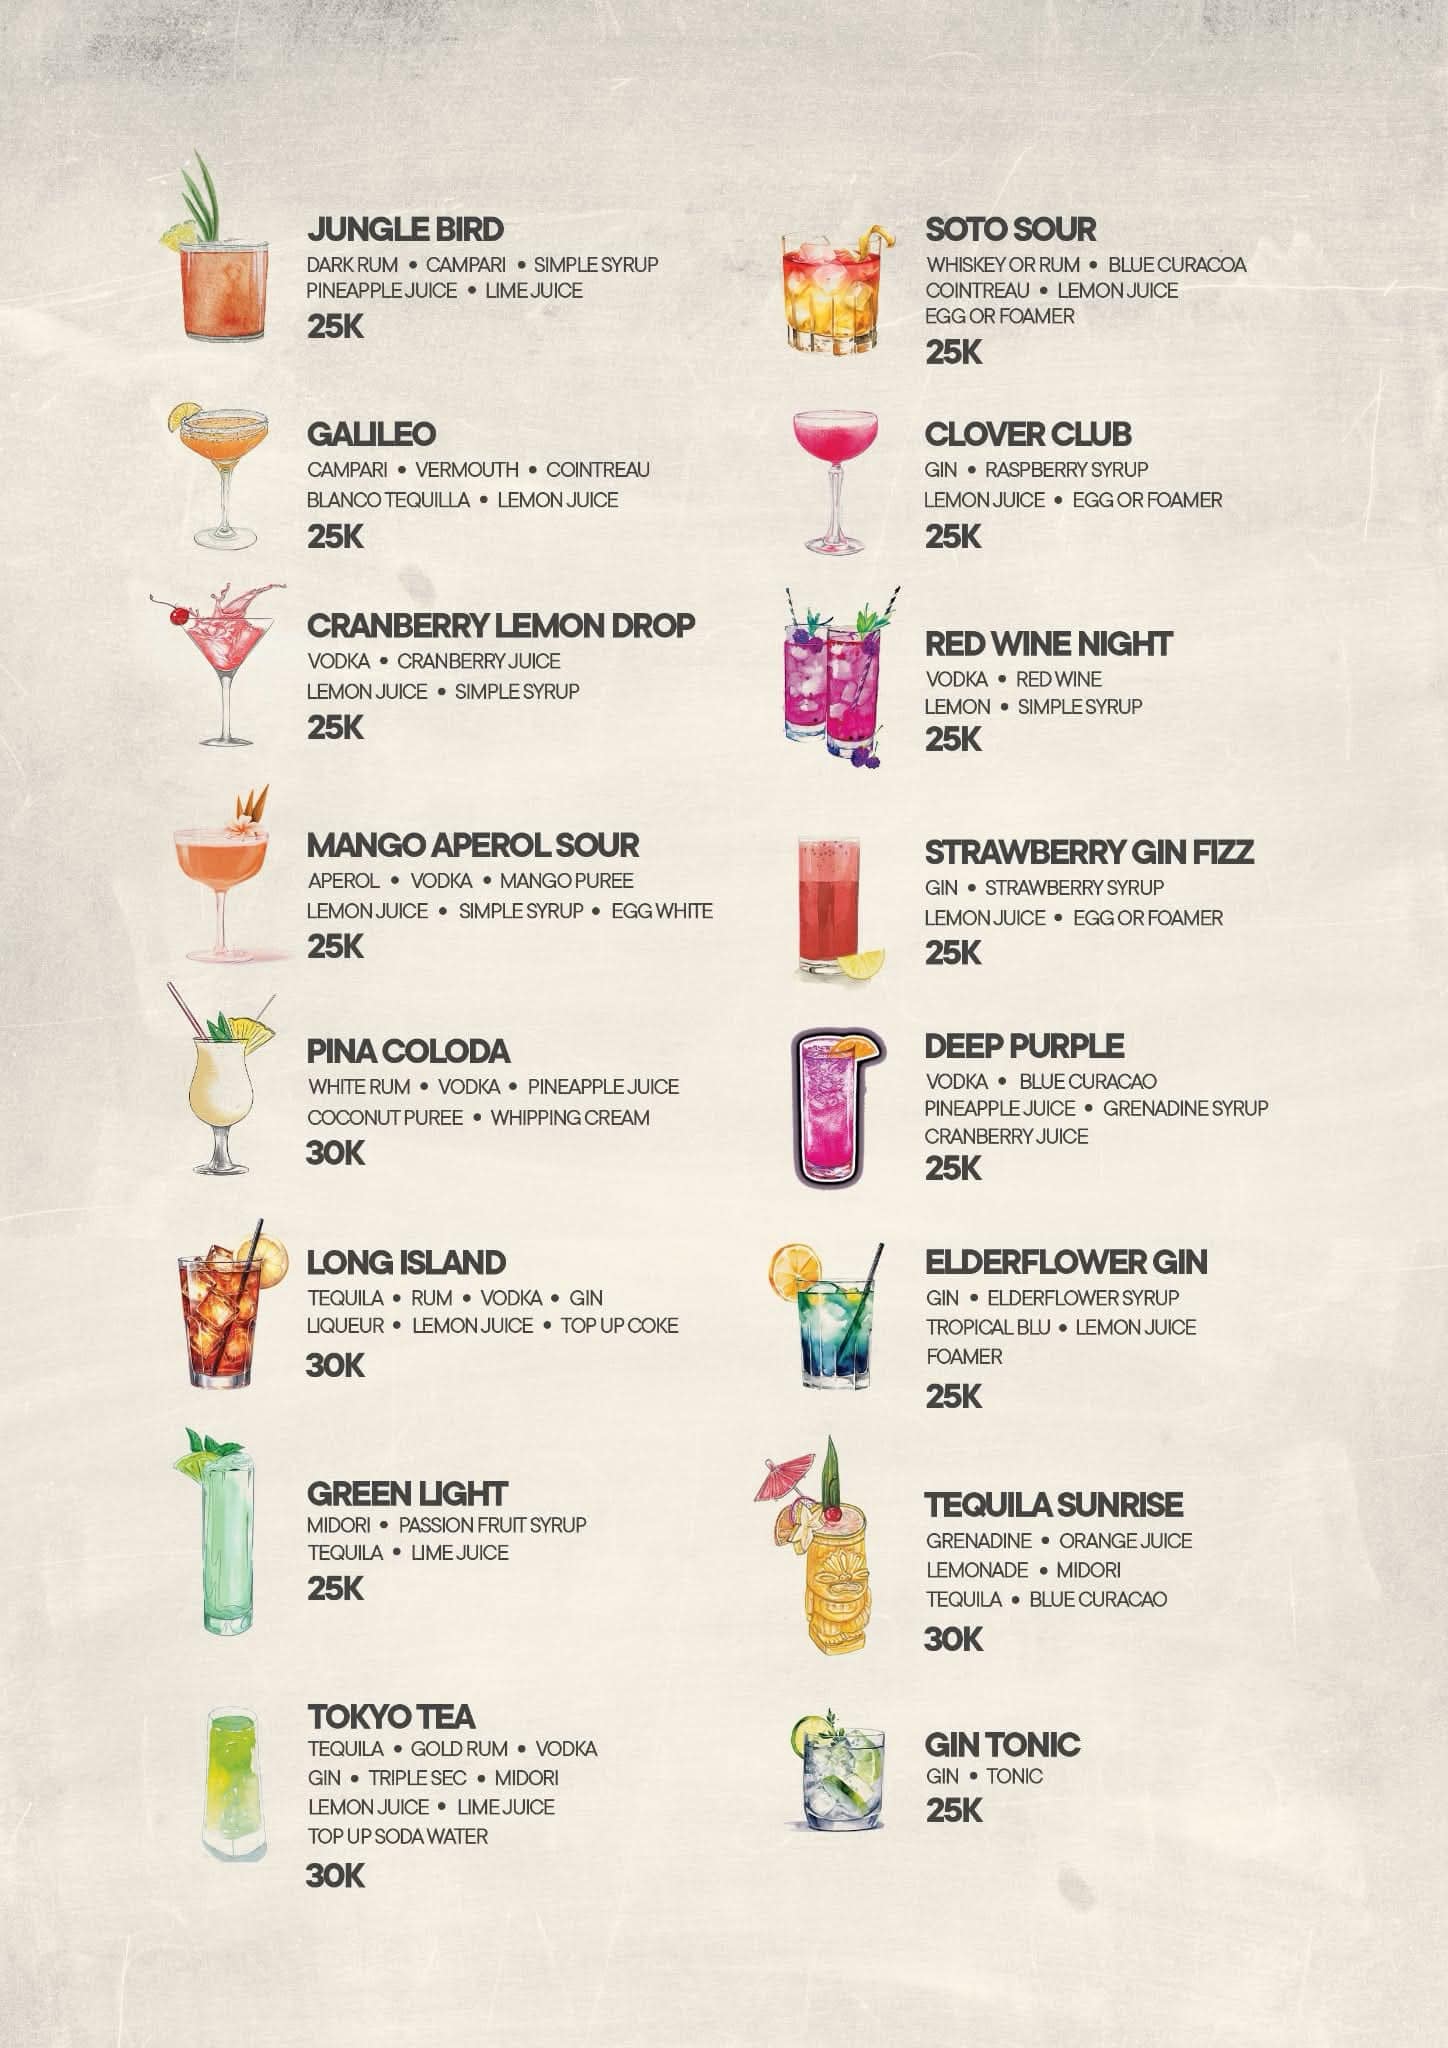 JUNGLE BIRD
DARK RUM • CAMPARI • SIMPLE SYRUP
PINEAPPLE JUICE • LIME JUICE
25K
GALILEO
CAMPARI • VERMOUTH • COINTREAU
BLANCO TEQUILLA • LEMON JUICE
25K
CRANBERRY LEMON DROP
VODKA • CRANBERRY JUICE
LEMON JUICE • SIMPLE SYRUP
25K
MANGO APEROL SOUR
APEROL • VODKA • MANGO PUREE
LEMON JUICE • SIMPLE SYRUP • EGG WHITE
25K
PINA COLODA
WHITE RUM • VODKA • PINEAPPLE JUICE
COCONUT PUREE • WHIPPING CREAM
30K
LONG ISLAND
TEQUILA • RUM • VODKA • GIN
LIQUEUR • LEMON JUICE • TOP UP COKE
30K
GREEN LIGHT
MIDORI • PASSION FRUIT SYRUP
TEQUILA • LIME JUICE
25K
TOKYO TEA
TEQUILA • GOLD RUM • VODKA
GIN • TRIPLE SEC • MIDORI
LEMON JUICE • LIME JUICE
TOP UP SODA WATER
30K
SOTO SOUR
WHISKEY OR RUM • BLUE CURACOA
COINTREAU • LEMON JUICE
EGG OR FOAMER
25K
CLOVER CLUB
GIN • RASPBERRY SYRUP
LEMON JUICE • EGG OR FOAMER
25K
RED WINE NIGHT
VODKA • RED WINE
LEMON • SIMPLE SYRUP
25K
STRAWBERRY GIN FIZZ
GIN • STRAWBERRY SYRUP
LEMON JUICE • EGG OR FOAMER
25K
DEEP PURPLE
VODKA • BLUE CURACAO
PINEAPPLE JUICE • GRENADINE SYRUP
CRANBERRY JUICE
25K
ELDERFLOWER GIN
GIN • ELDERFLOWER SYRUP
TROPICAL BLU • LEMON JUICE
FOAMER
25K
TEQUILA SUNRISE
GRENADINE • ORANGE JUICE
LEMONADE • MIDORI
TEQUILA • BLUE CURACAO
30K
GIN TONIC
GIN • TONIC
25K